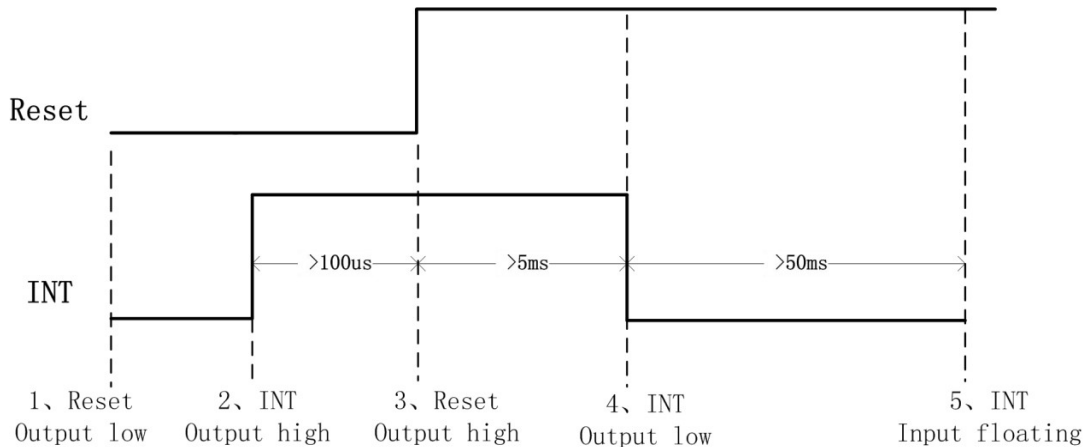 Reset
>100us
>5ms
>50ms
INT
1、Reset
Output low
2、INT
Output high
3、Reset
Output high
4、INT
Output low
5、INT
Input floating